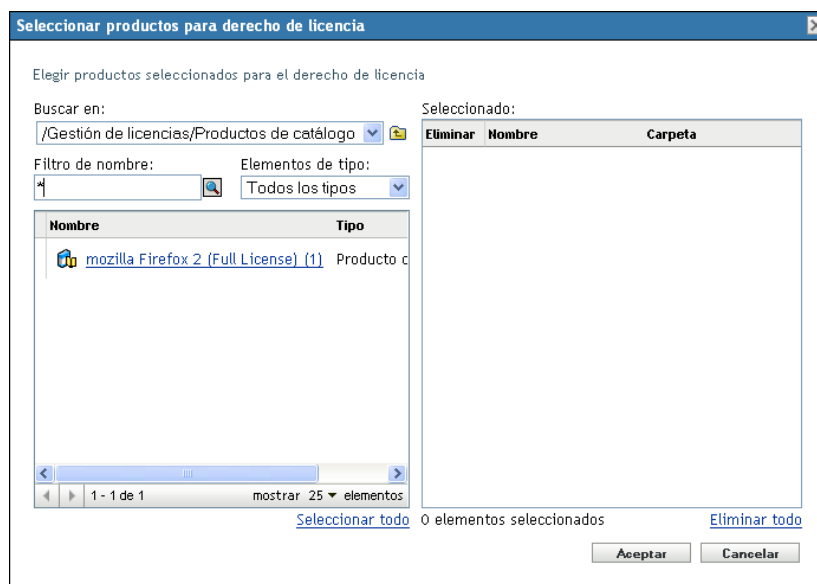 Seleccionar productos para derecho de licencia
Elegir productos seleccionados para el derecho de licencia
Buscar en:
/Gestión de licencias/Productos de catálogo
Filtro de nombre:
Elementos de tipo:
*
Todos los tipos
Nombre
Tipo
mozilla Firefox 2 (Full License) (1)
Producto c
1 - 1 de 1
mostrar 25 elementos
Seleccionar todo
Seleccionado:
Eliminar
Nombre
Carpeta
0 elementos seleccionados
Eliminar todo
Aceptar
Cancelar